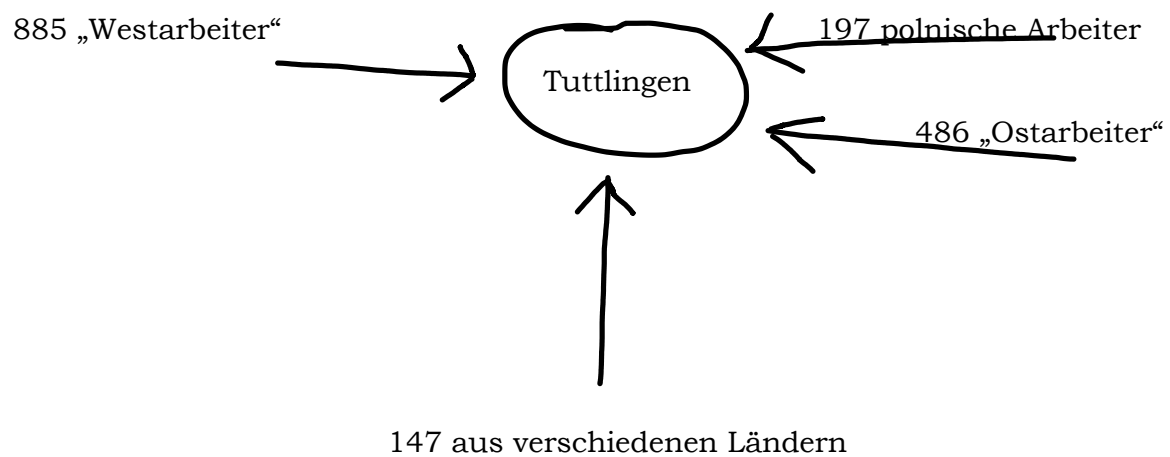 885 „Westarbeiter“
197 polnische Arbeiter
Tuttlingen
486 „Ostarbeiter“
147 aus verschiedenen Ländern